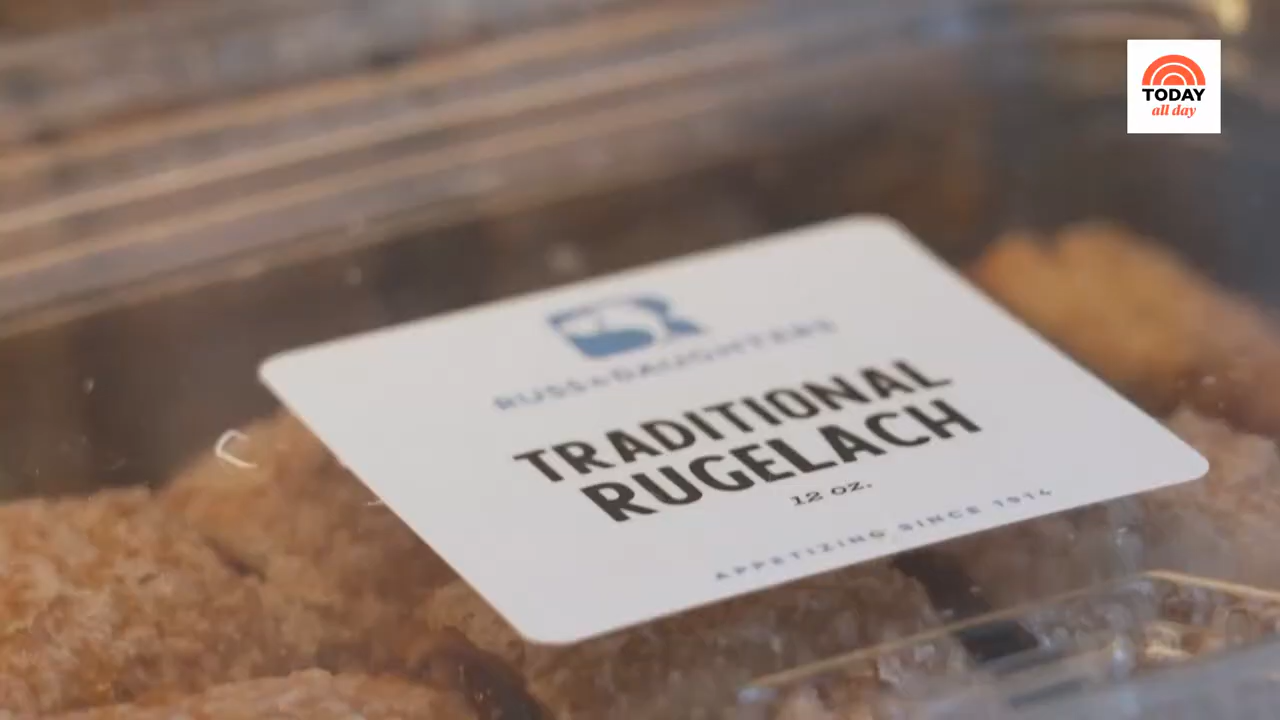 TODAY
all day
RUSS & DAUGHTERS
TRADITIONAL
RUGELACH
12 OZ.
APPETIZING SINCE 1914